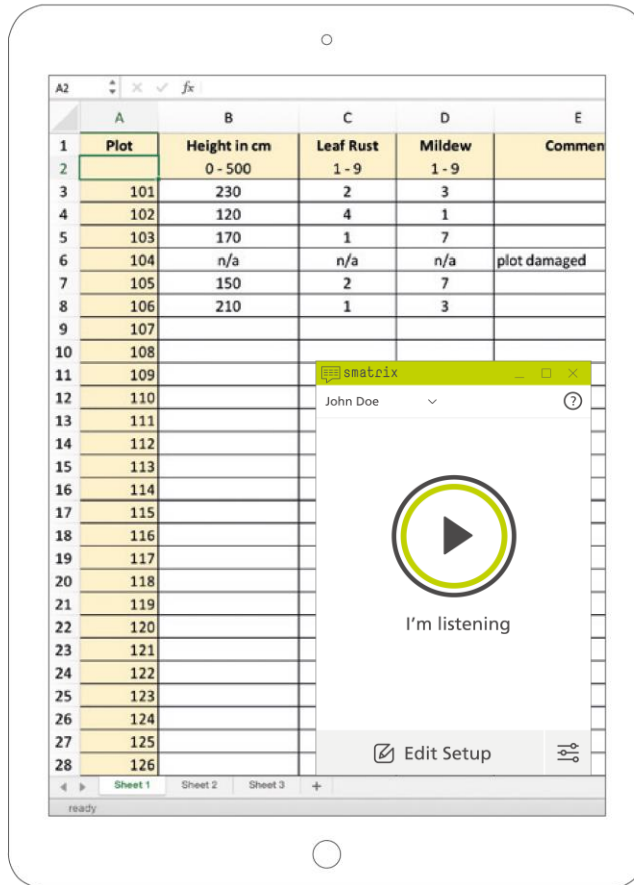 A2 fx
A B C D E
1 Plot Height in cm Leaf Rust Mildew Commen
2 0 - 500 1 - 9 1 - 9
3 101 230 2 3
4 102 120 4 1
5 103 170 1 7
6 104 n/a n/a n/a plot damaged
7 105 150 2 7
8 106 210 1 3
9 107
10 108
11 109
12 110
13 111
14 112
15 113
16 114
17 115
18 116
19 117
20 118
21 119
22 120
23 121
24 122
25 123
26 124
27 125
28 126
smatrix
John Doe ?
I'm listening
Edit Setup
Sheet 1 Sheet 2 Sheet 3 +
ready